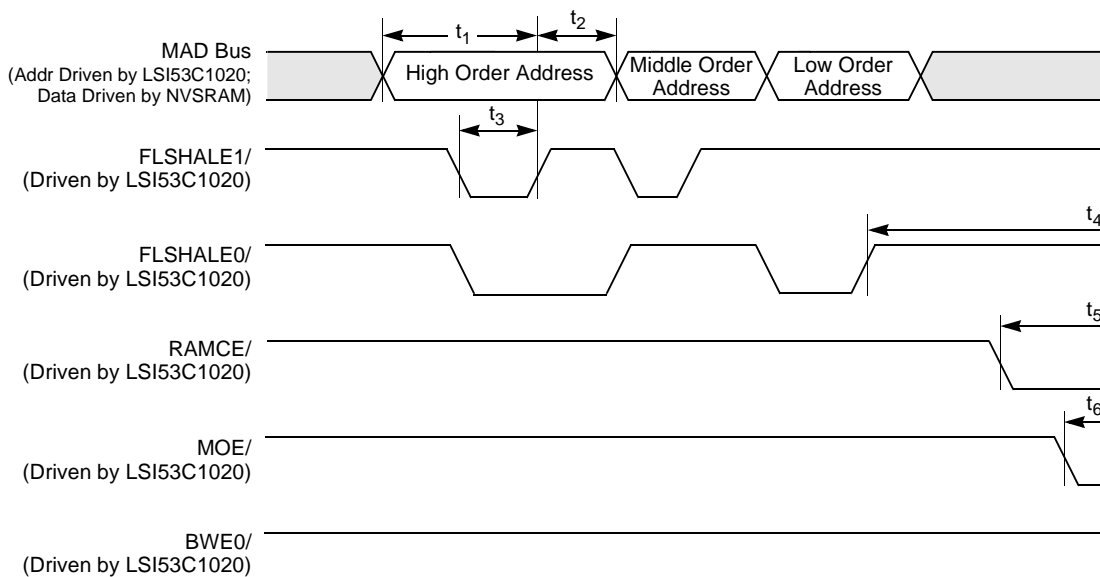 t1
t2
MAD Bus
(Addr Driven by LSI53C1020;
Data Driven by NVSRAM)
High Order Address
Middle Order
Address
Low Order
Address
t3
FLSHALE1/
(Driven by LSI53C1020)
t4
FLSHALE0/
(Driven by LSI53C1020)
t5
RAMCE/
(Driven by LSI53C1020)
t6
MOE/
(Driven by LSI53C1020)
BWE0/
(Driven by LSI53C1020)